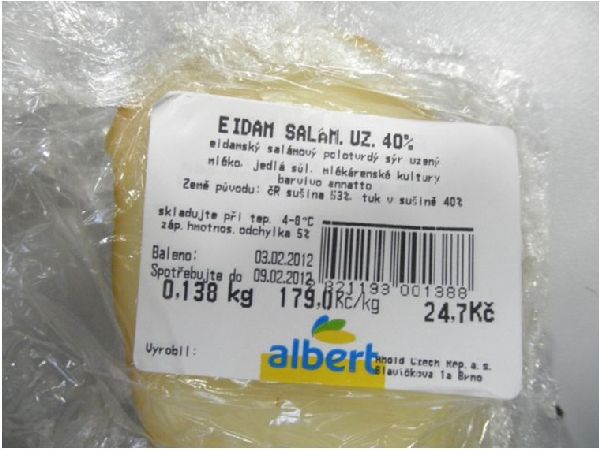 EIDAM SALÁM. UZ. 40%
eidamský salámový polotvrdý sýr uzený
mléko, jedlá sůl, mlékárenské kultury
barvivo annatto
Země původu: ČR sušina 53%, tuk v sušině 40%
skladujte při tep. 4-8°C
záp. hmotnos. odchylka 5%
Baleno: 03.02.2012
Spotřebujte do 09.02.2012
2 821193 001388
0,138 kg 179,0Kč/kg 24,7Kč
albert
Vyrobil: Ahold Czech Rep. a. s.
Slavíčkova 1a Brno